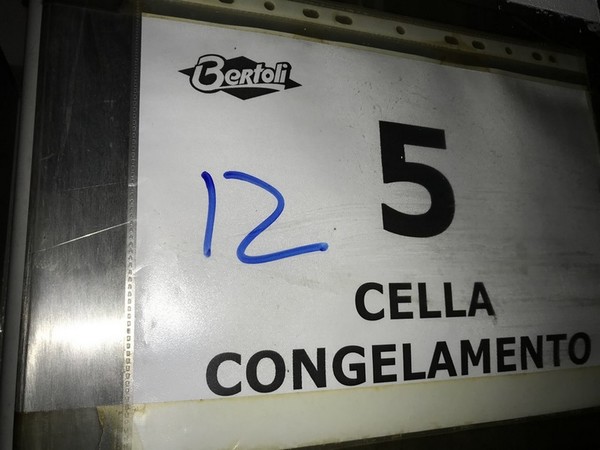 Bertoli
5
12
CELLA
CONGELAMENTO